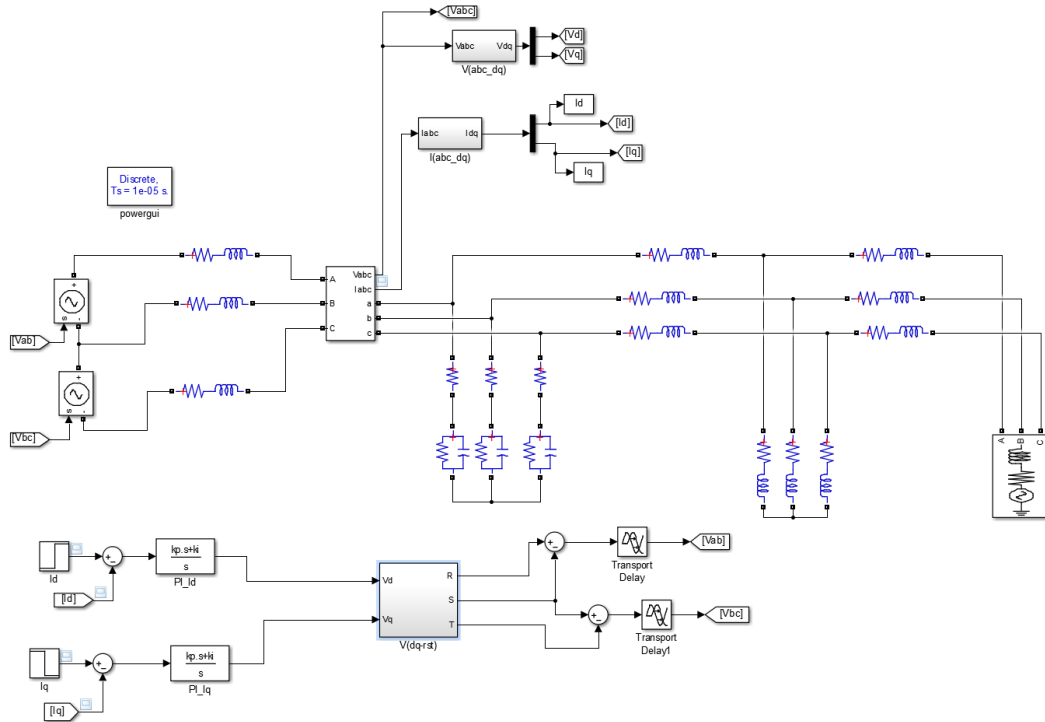 [Vabc]
Vabc
Vdq
V(abc_dq)
[Vd]
[Vq]
Iabc
Idq
I(abc_dq)
Id
[Id]
[Iq]
Iq
Discrete,
Ts = 1e-05 s.
powergui
A
B
C
Vabc
Iabc
a
b
c
+
s
-
[Vab]
+
s
-
[Vbc]
A
B
C
Id
[Id]
+
−
kp.s+ki
s
PI_Id
Iq
[Iq]
+
−
kp.s+ki
s
PI_Iq
Vd
Vq
R
S
T
V(dq-rst)
+
−
Transport
Delay
[Vab]
+
−
Transport
Delay1
[Vbc]